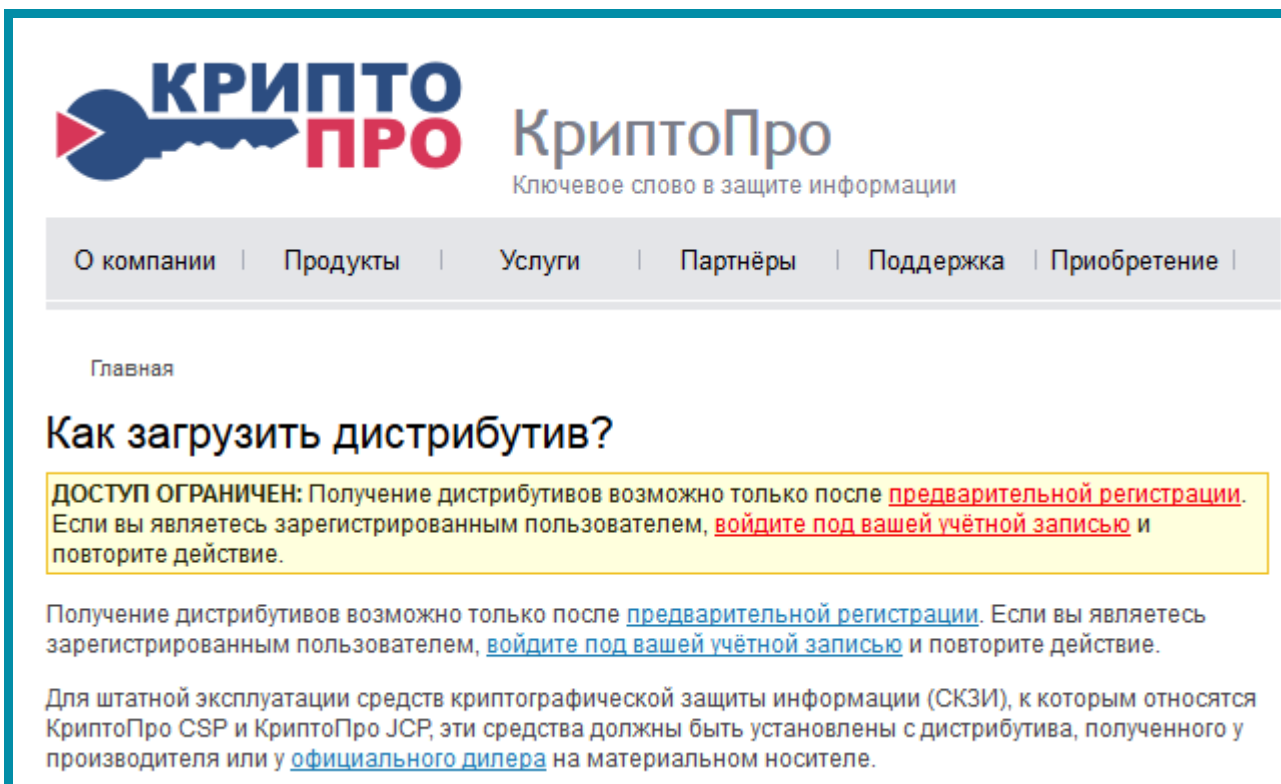 КРИПТО
ПРО
КриптоПро
Ключевое слово в защите информации
О компании | Продукты | Услуги | Партнёры | Поддержка | Приобретение |
Главная
Как загрузить дистрибутив?
ДОСТУП ОГРАНИЧЕН: Получение дистрибутивов возможно только после предварительной регистрации.
Если вы являетесь зарегистрированным пользователем, войдите под вашей учётной записью и
повторите действие.
Получение дистрибутивов возможно только после предварительной регистрации. Если вы являетесь
зарегистрированным пользователем, войдите под вашей учётной записью и повторите действие.
Для штатной эксплуатации средств криптографической защиты информации (СКЗИ), к которым относятся
КриптоПро CSP и КриптоПро JCP, эти средства должны быть установлены с дистрибутива, полученного у
производителя или у официального дилера на материальном носителе.